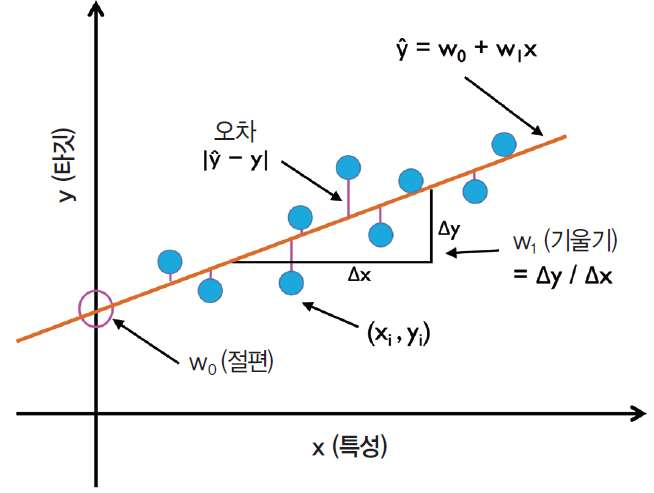 ŷ = w₀ + w₁x
오차
|ŷ - y|
y (타깃)
Δy
Δx
w₁ (기울기)
= Δy / Δx
(xᵢ, yᵢ)
w₀ (절편)
x (특성)